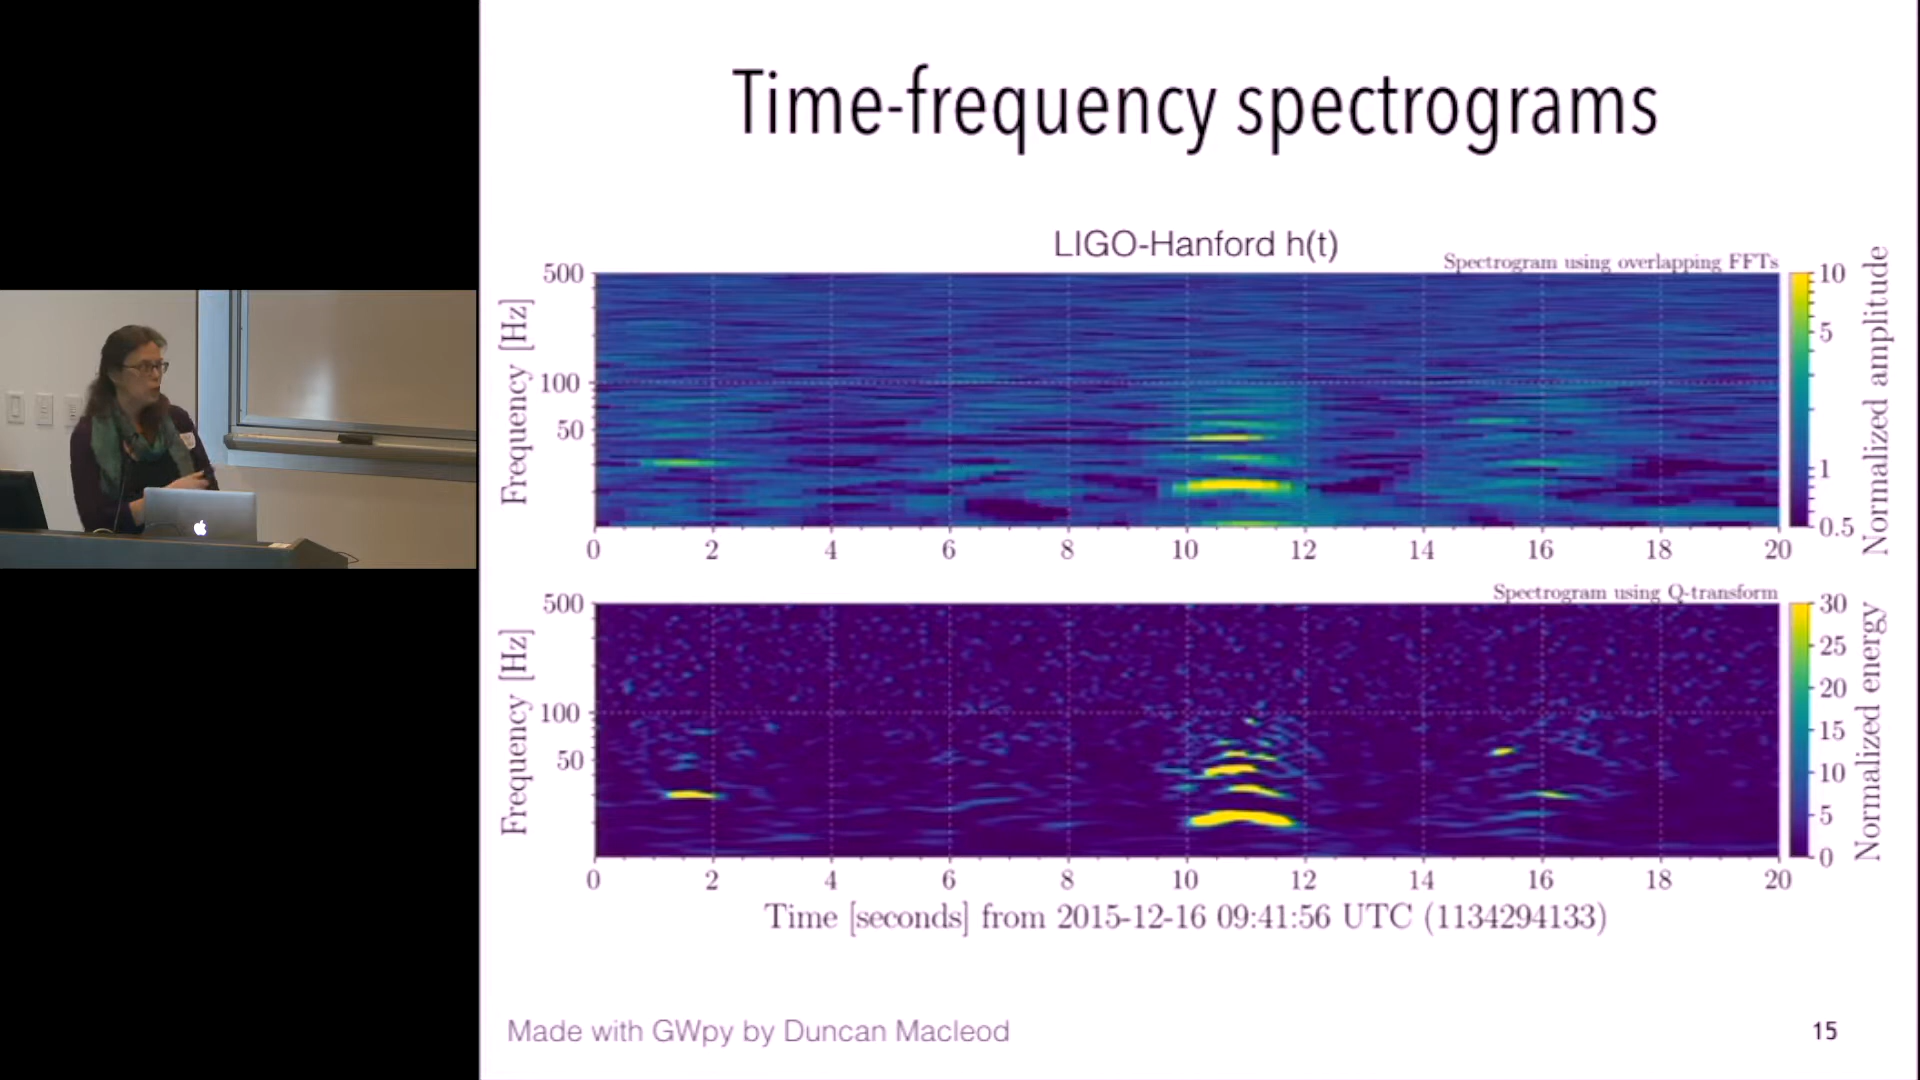 Time-frequency spectrograms
LIGO-Hanford h(t)
Spectrogram using overlapping FFTs
500
100
50
Frequency [Hz]
0 2 4 6 8 10 12 14 16 18 20
10
5
1
0.5
Normalized amplitude
Spectrogram using Q-transform
500
100
50
Frequency [Hz]
0 2 4 6 8 10 12 14 16 18 20
30
25
20
15
10
5
0
Normalized energy
Time [seconds] from 2015-12-16 09:41:56 UTC (1134294133)
Made with GWpy by Duncan Macleod
15